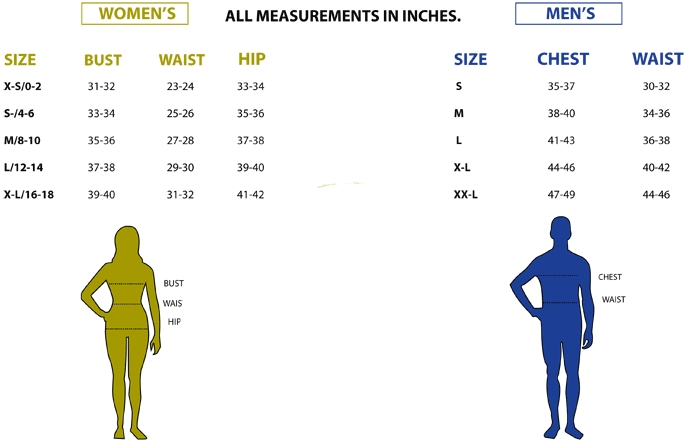 WOMEN'S ALL MEASUREMENTS IN INCHES. MEN'S
SIZE BUST WAIST HIP SIZE CHEST WAIST
X-S/0-2 31-32 23-24 33-34 S 35-37 30-32
S-/4-6 33-34 25-26 35-36 M 38-40 34-36
M/8-10 35-36 27-28 37-38 L 41-43 36-38
L/12-14 37-38 29-30 39-40 X-L 44-46 40-42
X-L/16-18 39-40 31-32 41-42 XX-L 47-49 44-46
BUST CHEST
WAIS WAIST
HIP